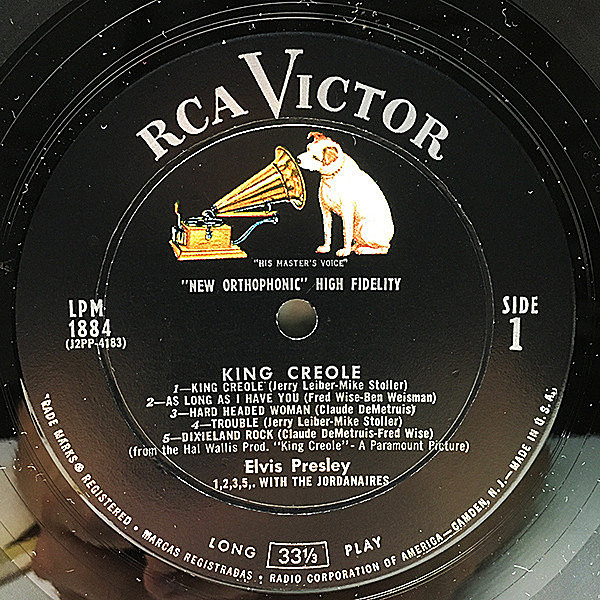 RCA VICTOR
"HIS MASTER'S VOICE"
"NEW ORTHOPHONIC" HIGH FIDELITY
LPM
1884
(J2PP-4183)
SIDE
1
KING CREOLE
1—KING CREOLE (Jerry Leiber-Mike Stoller)
2—AS LONG AS I HAVE YOU (Fred Wise-Ben Weisman)
3—HARD HEADED WOMAN (Claude DeMetruis)
4—TROUBLE (Jerry Leiber-Mike Stoller)
5—DIXIELAND ROCK (Claude DeMetruis-Fred Wise)
(from the Hal Wallis Prod. "King Creole" - A Paramount Picture)
Elvis Presley
1,2,3,5,. WITH THE JORDANAIRES
LONG 33⅓ PLAY
RADE MARKS ® REGISTERED • MARCAS REGISTRADAS • RADIO CORPORATION OF AMERICA—CAMDEN, N. J.—MADE IN U.S.A.